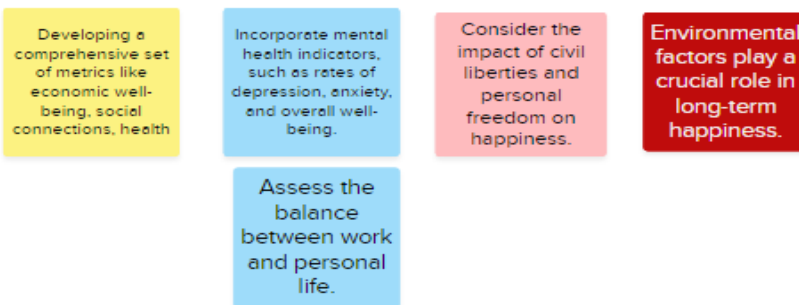 Developing a
comprehensive set
of metrics like
economic well-
being, social
connections, health
Incorporate mental
health indicators,
such as rates of
depression, anxiety,
and overall well-
being.
Consider the
impact of civil
liberties and
personal
freedom on
happiness.
Environmental
factors play a
crucial role in
long-term
happiness.
Assess the
balance
between work
and personal
life.